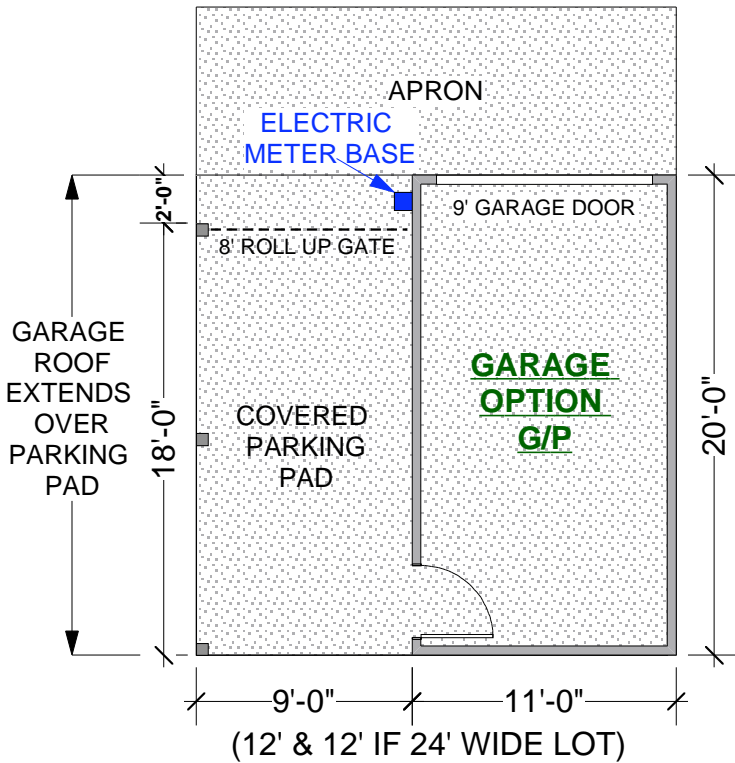 APRON
ELECTRIC
METER BASE
2'-0"
9' GARAGE DOOR
8' ROLL UP GATE
GARAGE
ROOF
EXTENDS
OVER
PARKING
PAD
18'-0"
COVERED
PARKING
PAD
GARAGE
OPTION
G/P
20'-0"
9'-0"
11'-0"
(12' & 12' IF 24' WIDE LOT)